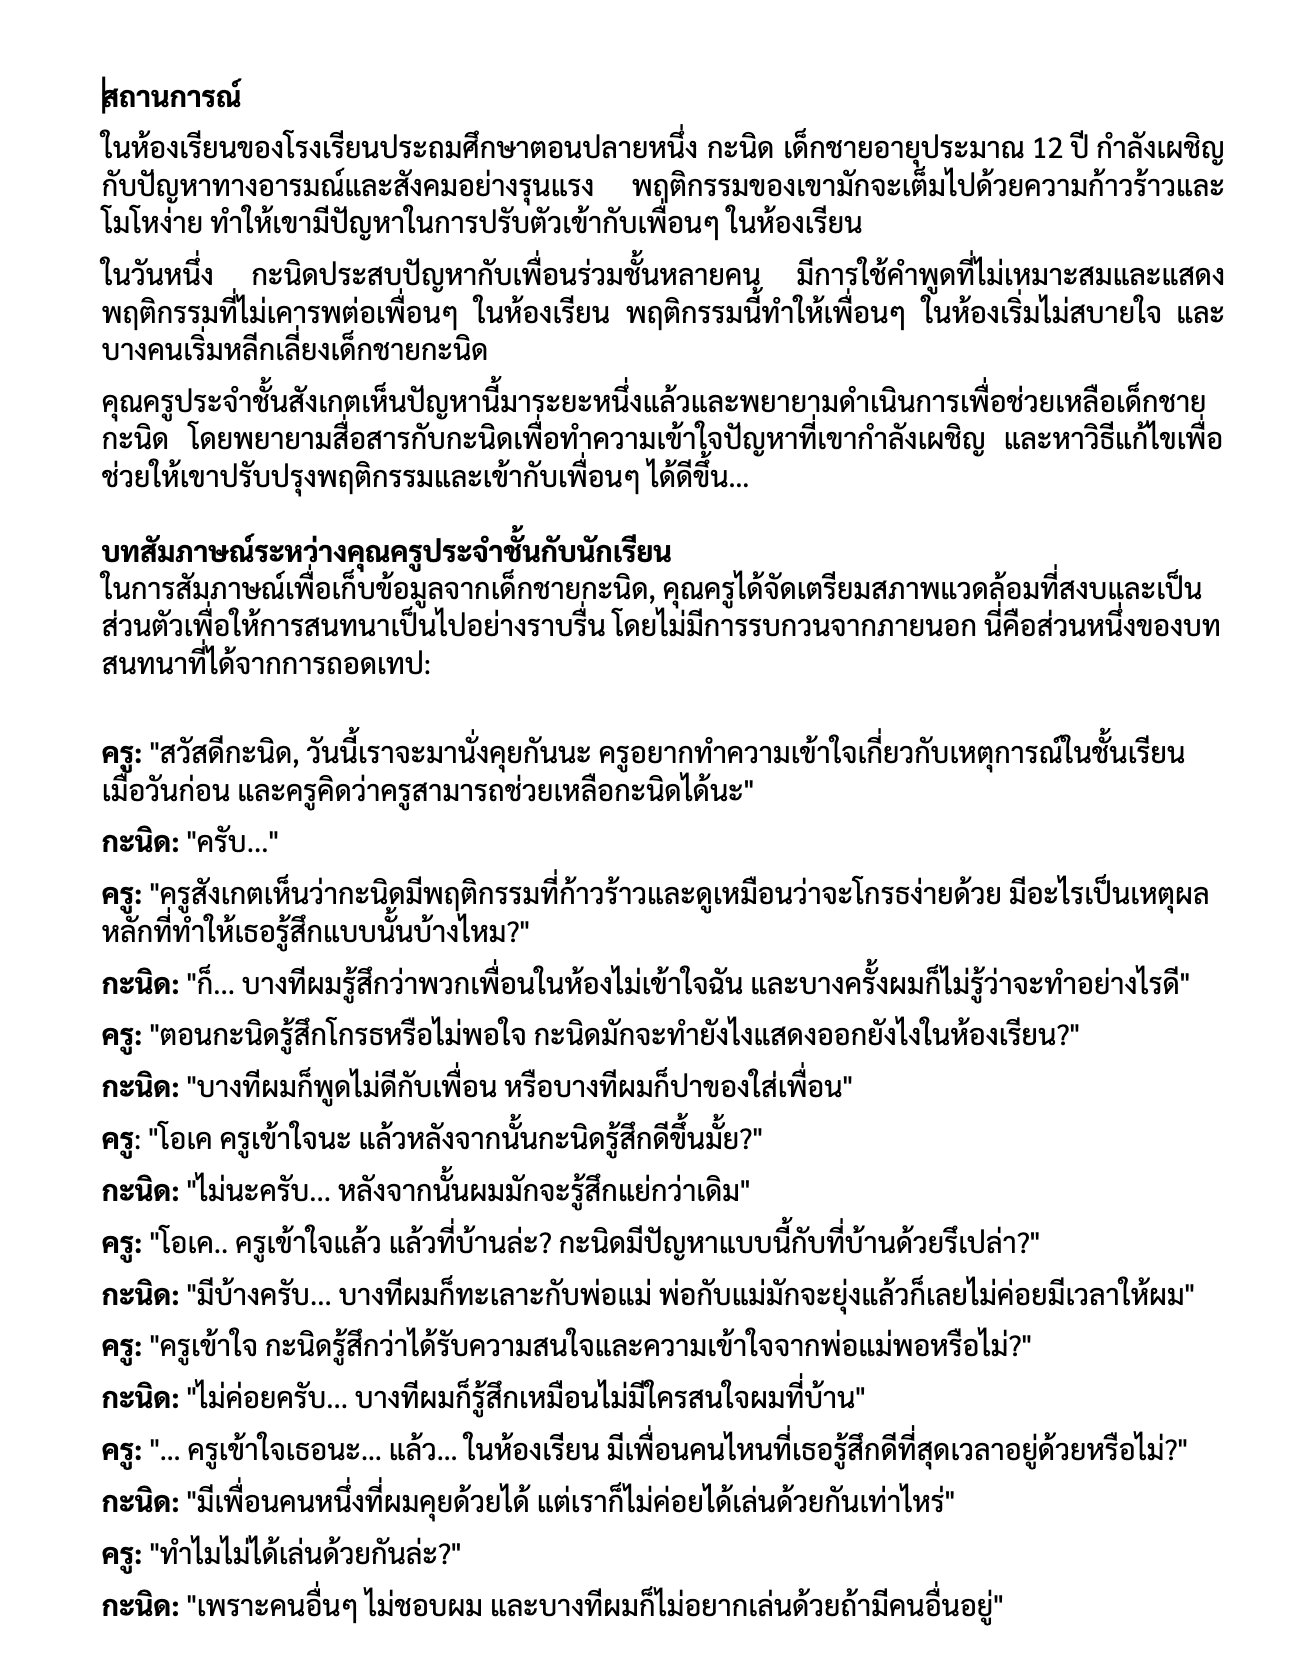 สถานการณ์
ในห้องเรียนของโรงเรียนประถมศึกษาตอนปลายหนึ่ง กะนิด เด็กชายอายุประมาณ 12 ปี กำลังเผชิญ
กับปัญหาทางอารมณ์และสังคมอย่างรุนแรง พฤติกรรมของเขามักจะเต็มไปด้วยความก้าวร้าวและ
โมโหง่าย ทำให้เขามีปัญหาในการปรับตัวเข้ากับเพื่อนๆ ในห้องเรียน
ในวันหนึ่ง กะนิดประสบปัญหากับเพื่อนร่วมชั้นหลายคน มีการใช้คำพูดที่ไม่เหมาะสมและแสดง
พฤติกรรมที่ไม่เคารพต่อเพื่อนๆ ในห้องเรียน พฤติกรรมนี้ทำให้เพื่อนๆ ในห้องเริ่มไม่สบายใจ และ
บางคนเริ่มหลีกเลี่ยงเด็กชายกะนิด
คุณครูประจำชั้นสังเกตเห็นปัญหานี้มาระยะหนึ่งแล้วและพยายามดำเนินการเพื่อช่วยเหลือเด็กชาย
กะนิด โดยพยายามสื่อสารกับกะนิดเพื่อทำความเข้าใจปัญหาที่เขากำลังเผชิญ และหาวิธีแก้ไขเพื่อ
ช่วยให้เขาปรับปรุงพฤติกรรมและเข้ากับเพื่อนๆ ได้ดีขึ้น...
บทสัมภาษณ์ระหว่างคุณครูประจำชั้นกับนักเรียน
ในการสัมภาษณ์เพื่อเก็บข้อมูลจากเด็กชายกะนิด, คุณครูได้จัดเตรียมสภาพแวดล้อมที่สงบและเป็น
ส่วนตัวเพื่อให้การสนทนาเป็นไปอย่างราบรื่น โดยไม่มีการรบกวนจากภายนอก นี่คือส่วนหนึ่งของบท
สนทนาที่ได้จากการถอดเทป:
ครู: "สวัสดีกะนิด, วันนี้เราจะมานั่งคุยกันนะ ครูอยากทำความเข้าใจเกี่ยวกับเหตุการณ์ในชั้นเรียน
เมื่อวันก่อน และครูคิดว่าครูสามารถช่วยเหลือกะนิดได้นะ"
กะนิด: "ครับ..."
ครู: "ครูสังเกตเห็นว่ากะนิดมีพฤติกรรมที่ก้าวร้าวและดูเหมือนว่าจะโกรธง่ายด้วย มีอะไรเป็นเหตุผล
หลักที่ทำให้เธอรู้สึกแบบนั้นบ้างไหม?"
กะนิด: "ก็... บางทีผมรู้สึกว่าพวกเพื่อนในห้องไม่เข้าใจฉัน และบางครั้งผมก็ไม่รู้ว่าจะทำอย่างไรดี"
ครู: "ตอนกะนิดรู้สึกโกรธหรือไม่พอใจ กะนิดมักจะทำยังไงแสดงออกยังไงในห้องเรียน?"
กะนิด: "บางทีผมก็พูดไม่ดีกับเพื่อน หรือบางทีผมก็ปาของใส่เพื่อน"
ครู: "โอเค ครูเข้าใจนะ แล้วหลังจากนั้นกะนิดรู้สึกดีขึ้นมั้ย?"
กะนิด: "ไม่นะครับ... หลังจากนั้นผมมักจะรู้สึกแย่กว่าเดิม"
ครู: "โอเค.. ครูเข้าใจแล้ว แล้วที่บ้านล่ะ? กะนิดมีปัญหาแบบนี้กับที่บ้านด้วยรึเปล่า?"
กะนิด: "มีบ้างครับ... บางทีผมก็ทะเลาะกับพ่อแม่ พ่อกับแม่มักจะยุ่งแล้วก็เลยไม่ค่อยมีเวลาให้ผม"
ครู: "ครูเข้าใจ กะนิดรู้สึกว่าได้รับความสนใจและความเข้าใจจากพ่อแม่พอหรือไม่?"
กะนิด: "ไม่ค่อยครับ... บางทีผมก็รู้สึกเหมือนไม่มีใครสนใจผมที่บ้าน"
ครู: "... ครูเข้าใจเธอนะ... แล้ว... ในห้องเรียน มีเพื่อนคนไหนที่เธอรู้สึกดีที่สุดเวลาอยู่ด้วยหรือไม่?"
กะนิด: "มีเพื่อนคนหนึ่งที่ผมคุยด้วยได้ แต่เราก็ไม่ค่อยได้เล่นด้วยกันเท่าไหร่"
ครู: "ทำไมไม่ได้เล่นด้วยกันล่ะ?"
กะนิด: "เพราะคนอื่นๆ ไม่ชอบผม และบางทีผมก็ไม่อยากเล่นด้วยถ้ามีคนอื่นอยู่"